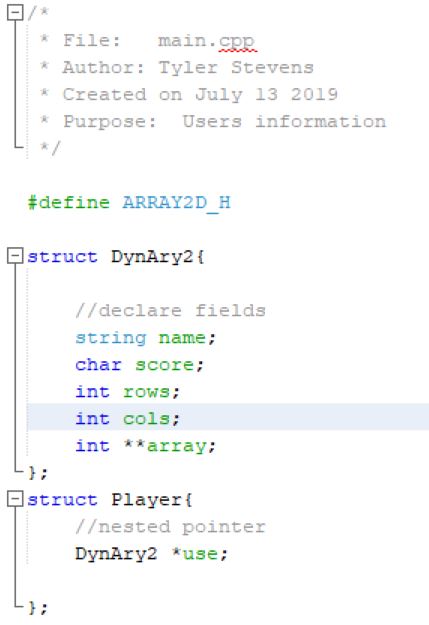 /*
 * File:   main.cpp
 * Author: Tyler Stevens
 * Created on July 13 2019
 * Purpose:  Users information
 */

#define ARRAY2D_H

struct DynAry2{

    //declare fields
    string name;
    char score;
    int rows;
    int cols;
    int **array;
};
struct Player{
    //nested pointer
    DynAry2 *use;

};